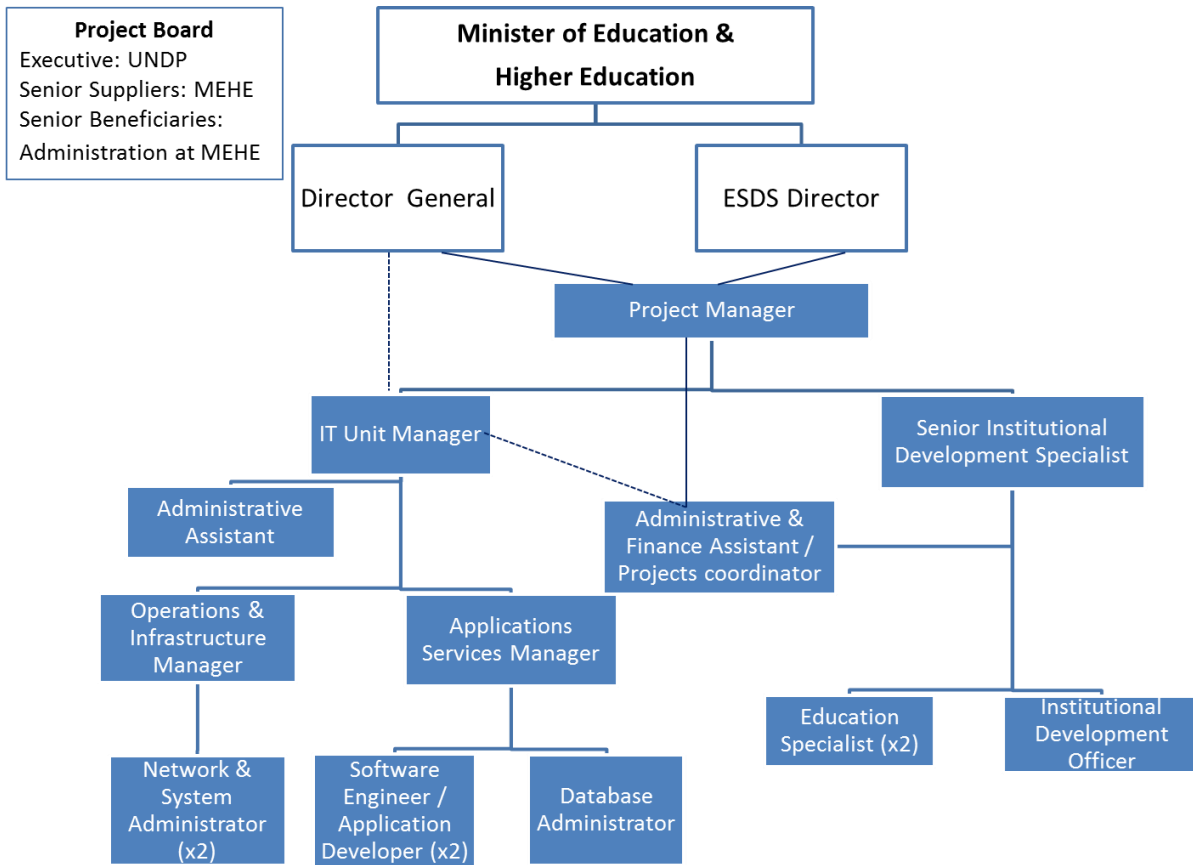 Project Board
Executive: UNDP
Senior Suppliers: MEHE
Senior Beneficiaries:
Administration at MEHE
Minister of Education &
Higher Education
Director General
ESDS Director
Project Manager
IT Unit Manager
Senior Institutional
Development Specialist
Administrative
Assistant
Administrative &
Finance Assistant /
Projects coordinator
Operations &
Infrastructure
Manager
Applications
Services Manager
Education
Specialist (x2)
Institutional
Development
Officer
Network &
System
Administrator
(x2)
Software
Engineer /
Application
Developer (x2)
Database
Administrator